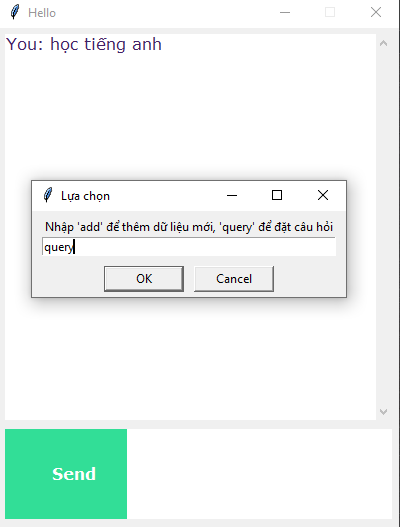 Hello
You: học tiếng anh
Lựa chọn
Nhập 'add' để thêm dữ liệu mới, 'query' để đặt câu hỏi
query
OK Cancel
Send